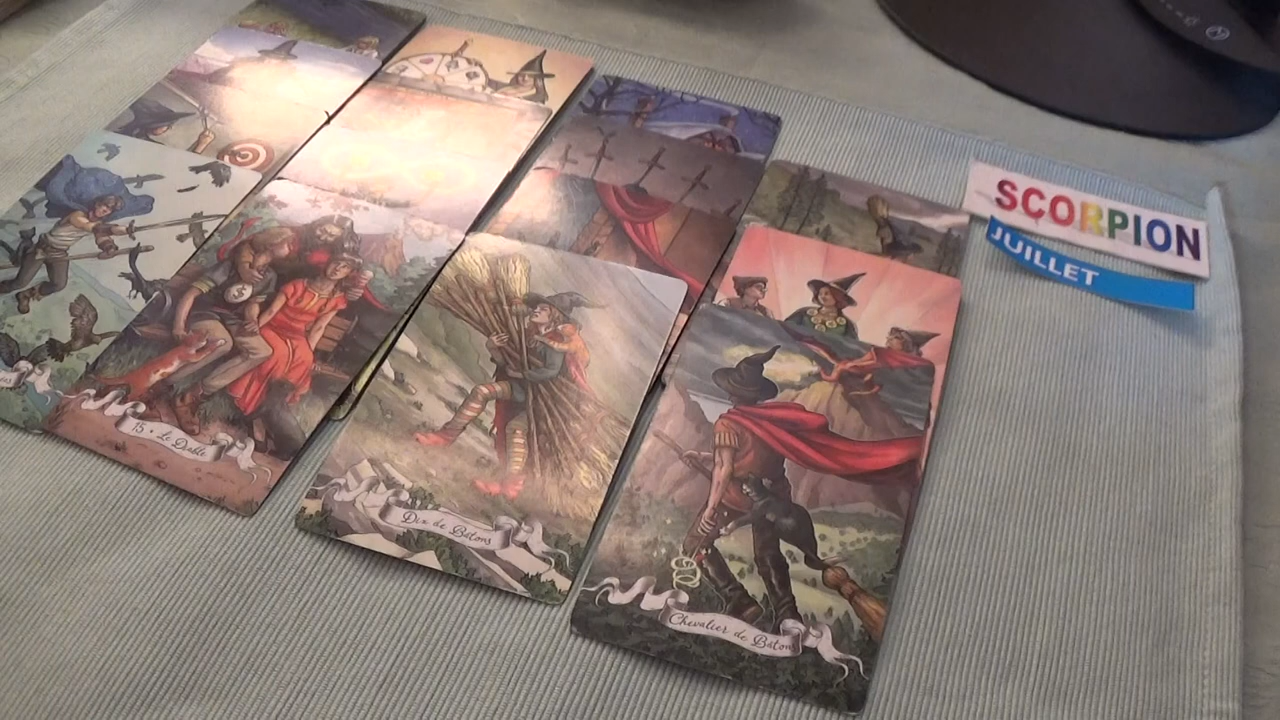 SCORPION
JUILLET
15 • Le Diable
Dix de Bâtons
Chevalier de Bâtons